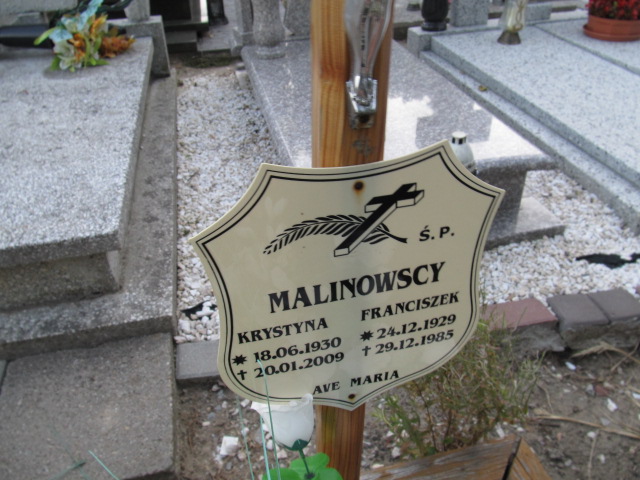 Ś.P.
MALINOWSCY
KRYSTYNA
* 18.06.1930
† 20.01.2009
FRANCISZEK
* 24.12.1929
† 29.12.1985
AVE MARIA